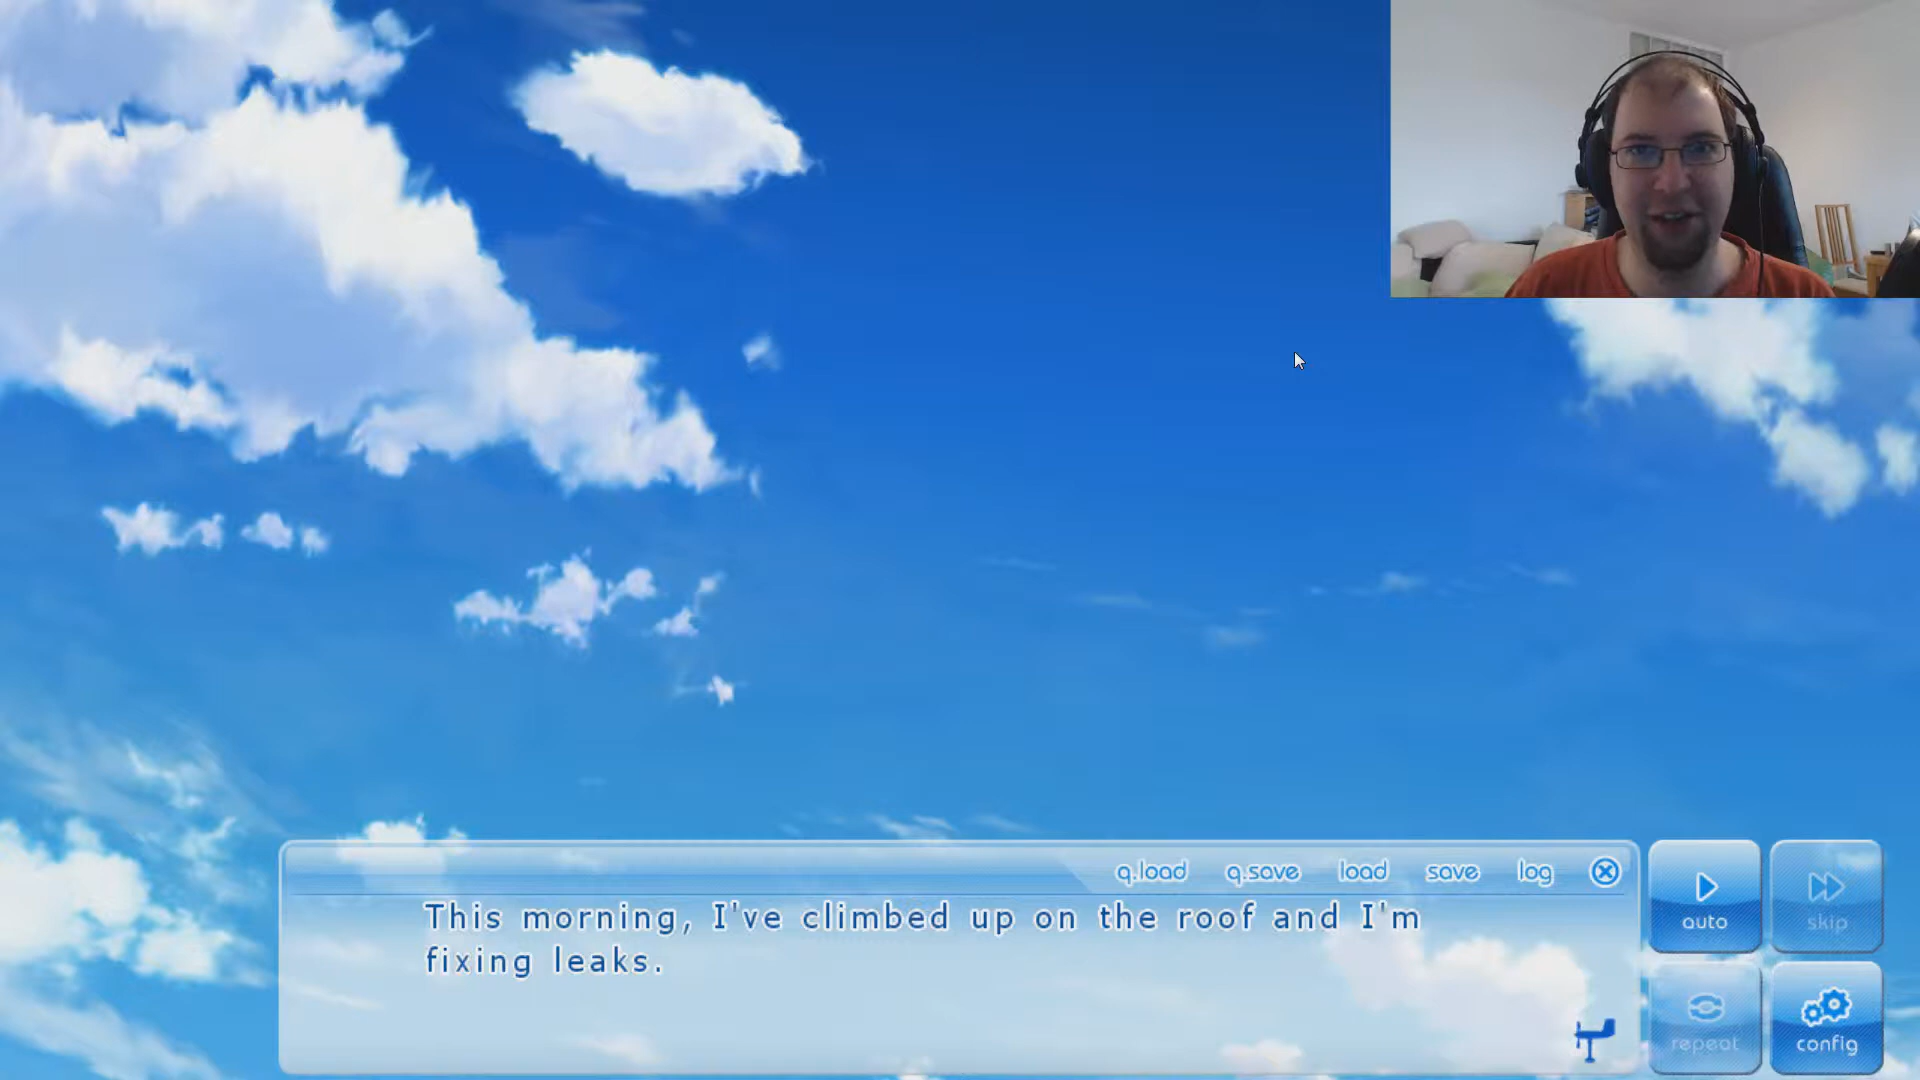 q.load q.save load save log
This morning, I've climbed up on the roof and I'm
fixing leaks.
auto
skip
repeat
config